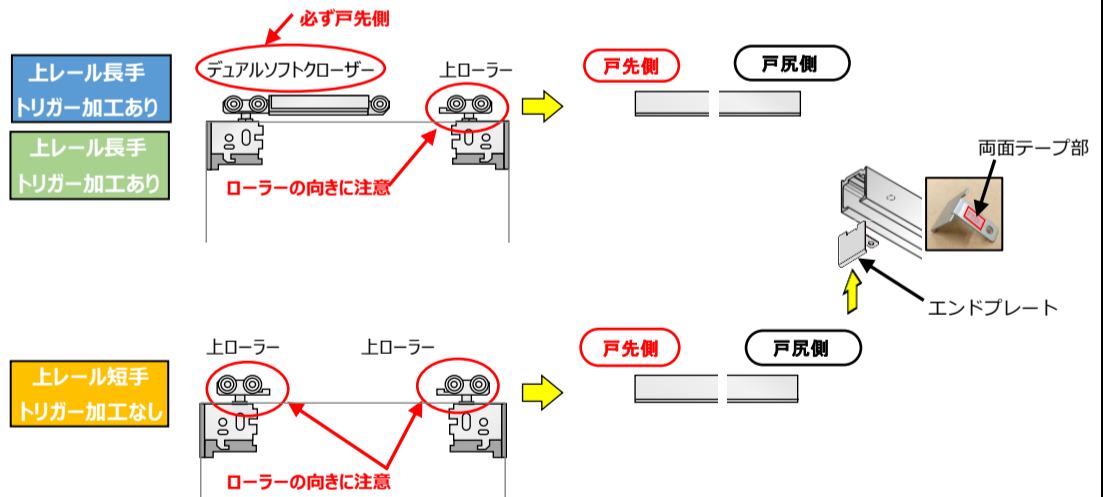 必ず戸先側
上レール長手
トリガー加工あり
上レール長手
トリガー加工あり
デュアルソフトクローザー
上ローラー
ローラーの向きに注意
戸先側
戸尻側
両面テープ部
エンドプレート
上レール短手
トリガー加工なし
上ローラー
上ローラー
ローラーの向きに注意
戸先側
戸尻側